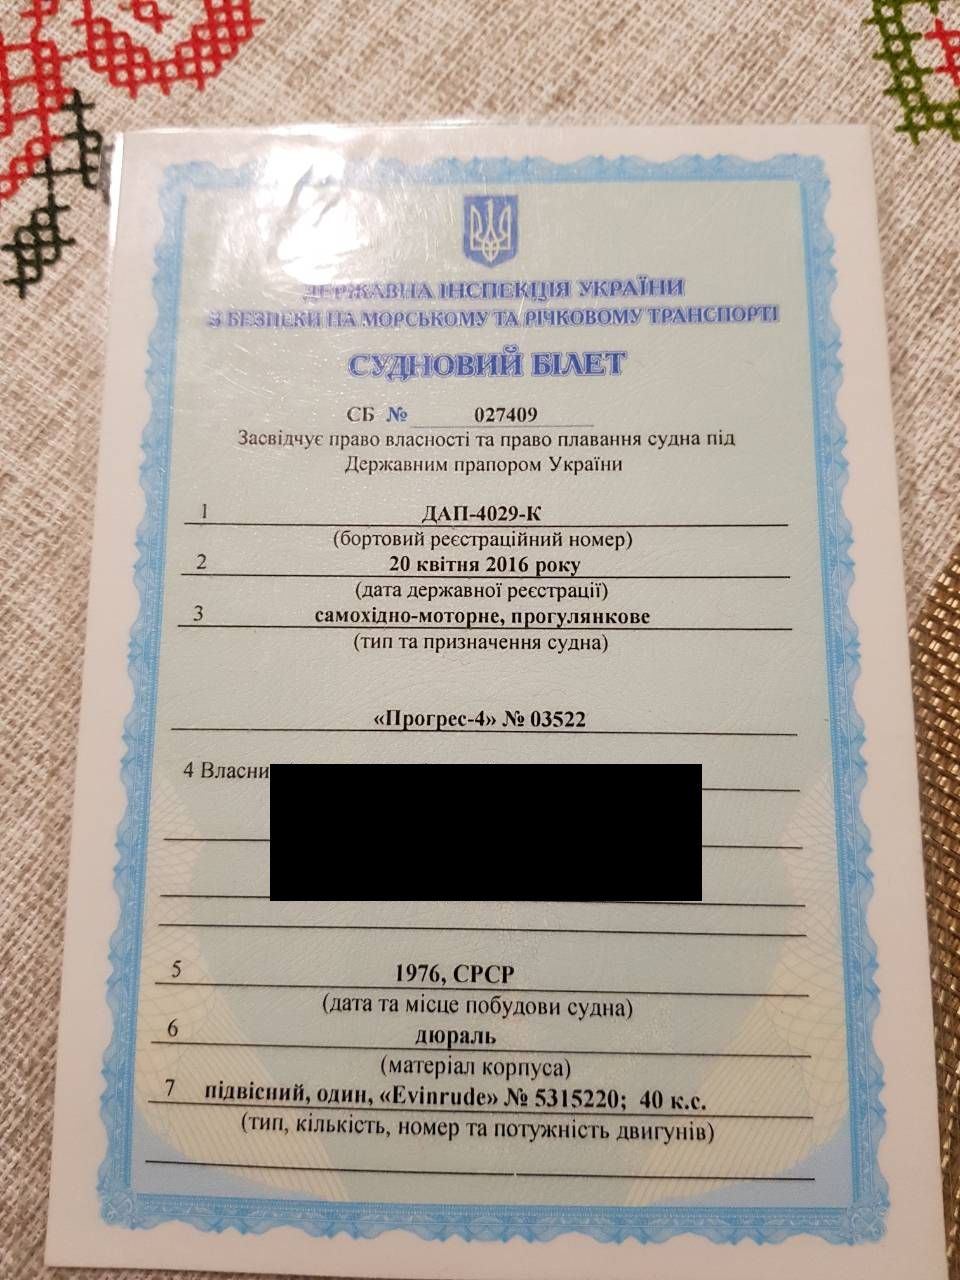 ДЕРЖАВНА ІНСПЕКЦІЯ УКРАЇНИ
З БЕЗПЕКИ НА МОРСЬКОМУ ТА РІЧКОВОМУ ТРАНСПОРТІ
СУДНОВИЙ БІЛЕТ
СБ № 027409
Засвідчує право власності та право плавання судна під
Державним прапором України
1 ДАП-4029-К
(бортовий реєстраційний номер)
2 20 квітня 2016 року
(дата державної реєстрації)
3 самохідно-моторне, прогулянкове
(тип та призначення судна)
«Прогрес-4» № 03522
4 Власни
5 1976, СРСР
(дата та місце побудови судна)
6 дюраль
(матеріал корпуса)
7 підвісний, один, «Evinrude» № 5315220; 40 к.с.
(тип, кількість, номер та потужність двигунів)